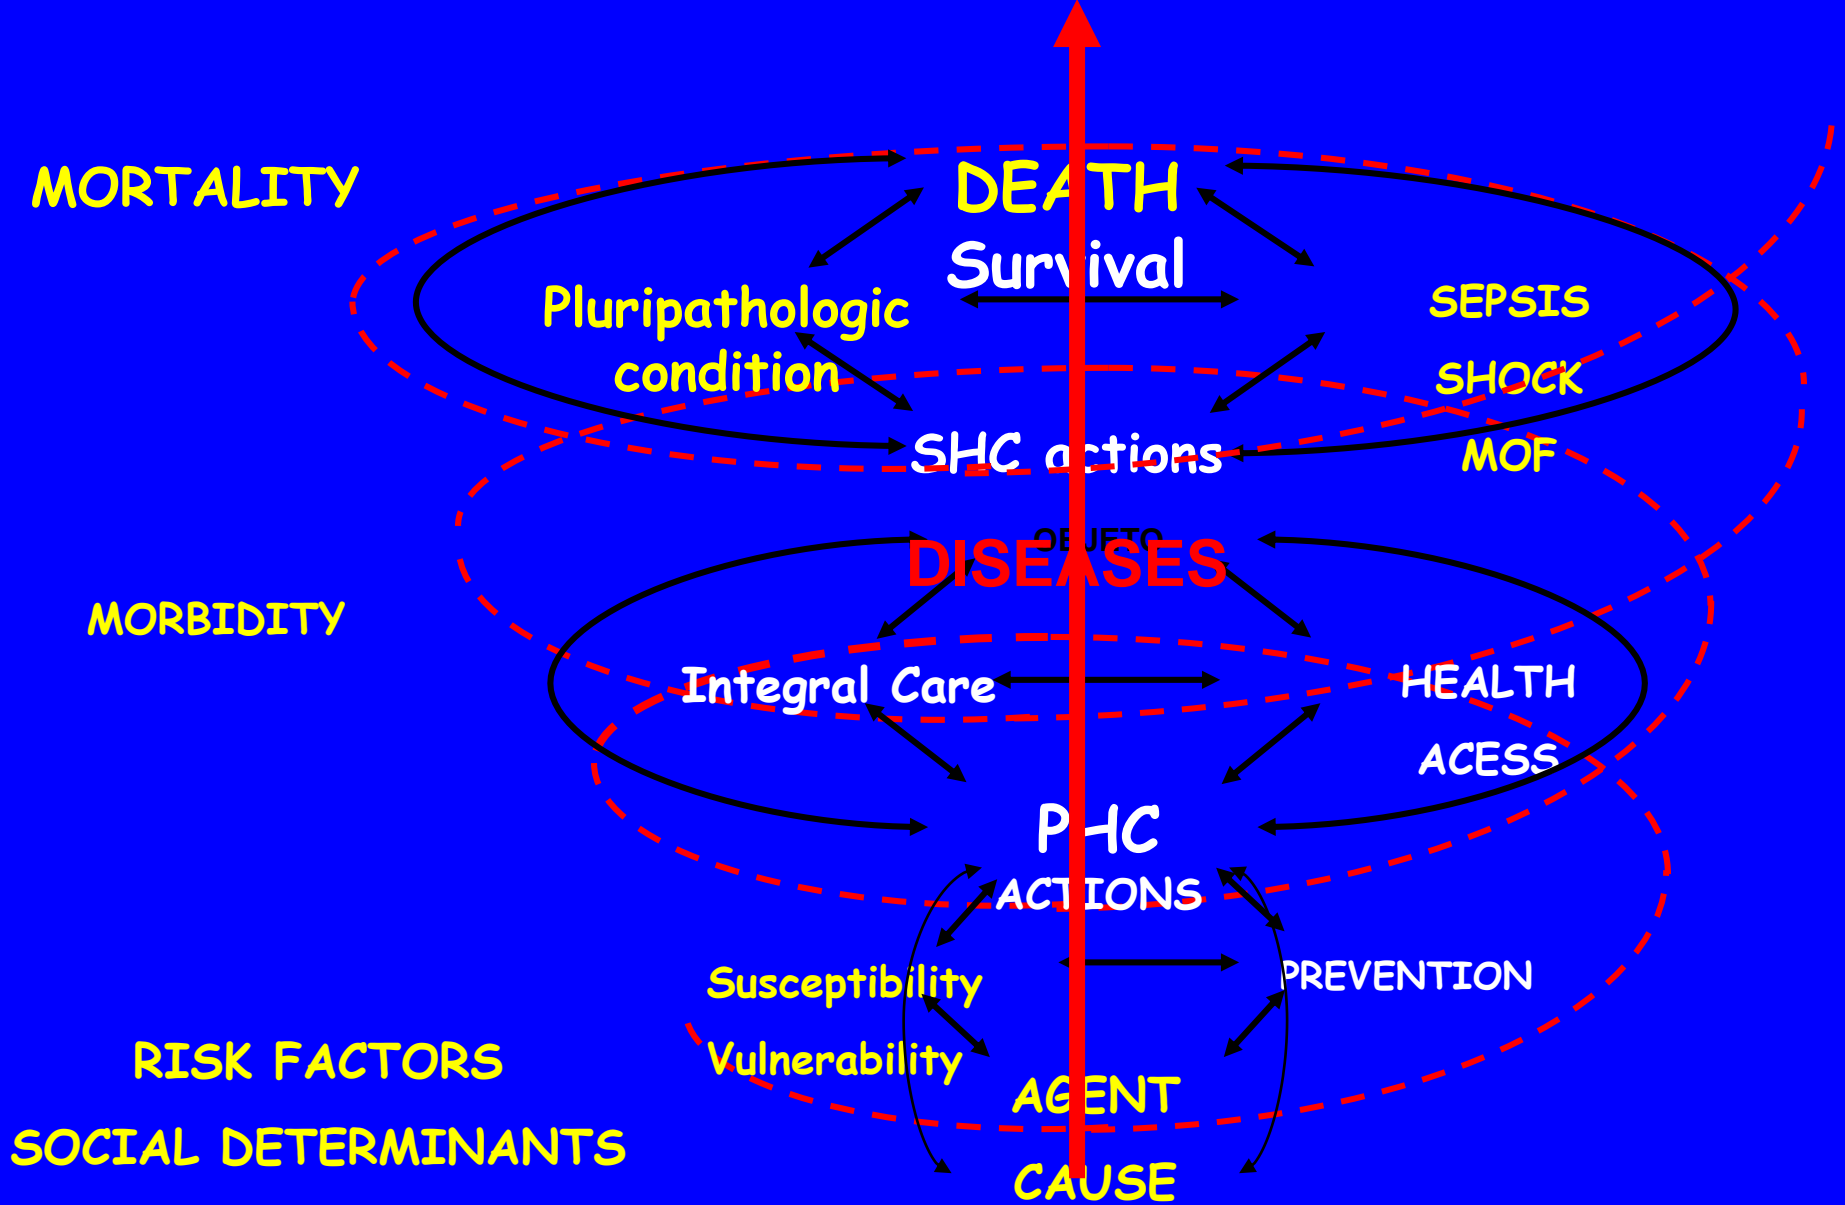 MORTALITY
DEATH
Survival
Pluripathologic
condition
SEPSIS
SHOCK
MOF
SHC actions
OBJETO
DISEASES
MORBIDITY
Integral Care
HEALTH
ACESS
PHC
ACTIONS
Susceptibility
Vulnerability
PREVENTION
RISK FACTORS
SOCIAL DETERMINANTS
AGENT
CAUSE